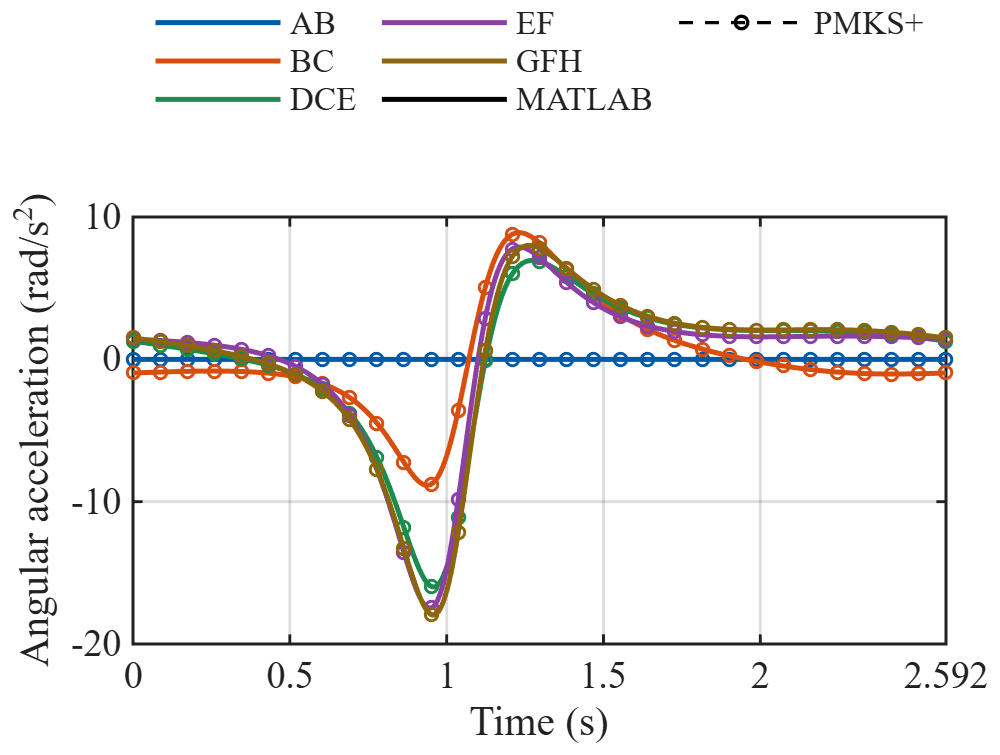 AB EF PMKS+
BC GFH
DCE MATLAB
Angular acceleration (rad/s²)
10
0
-10
-20
0 0.5 1 1.5 2 2.592
Time (s)